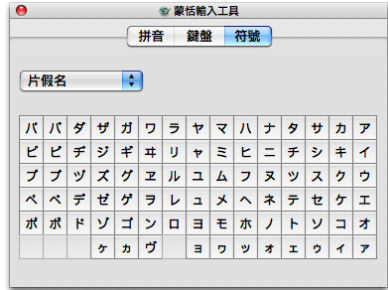 蒙恬輸入工具
拼音 鍵盤 符號
片假名
パ バ ダ ザ ガ ワ ラ ヤ マ ハ ナ タ サ カ ア
ピ ビ ヂ ジ ギ ヰ リ ャ ミ ヒ ニ チ シ キ イ
プ ブ ヅ ズ グ ヱ ル ユ ム フ ヌ ツ ス ク ウ
ペ ベ デ ゼ ゲ ヲ レ ュ メ ヘ ネ テ セ ケ エ
ポ ボ ド ゾ ゴ ン ロ ヨ モ ホ ノ ト ソ コ オ
ヶ ヵ ヴ ョ ヮ ッ ォ ェ ゥ ィ ァ